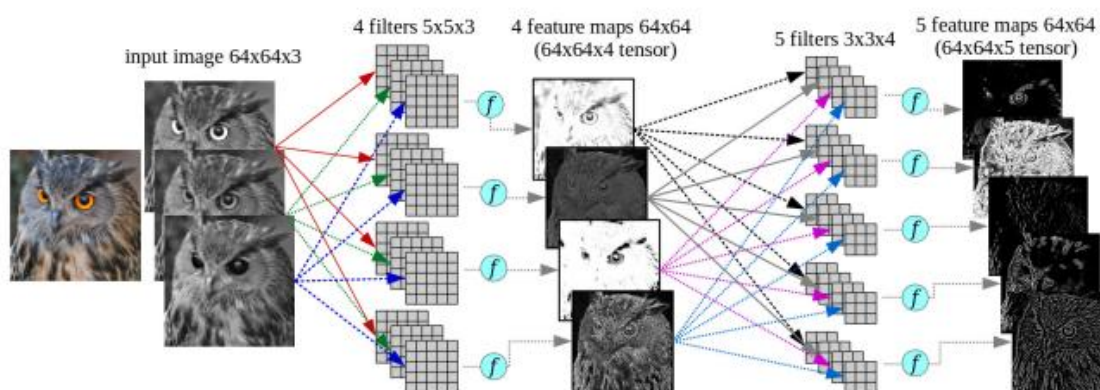 input image 64x64x3
4 filters 5x5x3
4 feature maps 64x64
(64x64x4 tensor)
5 filters 3x3x4
5 feature maps 64x64
(64x64x5 tensor)
f
f
f
f
f
f
f
f
f